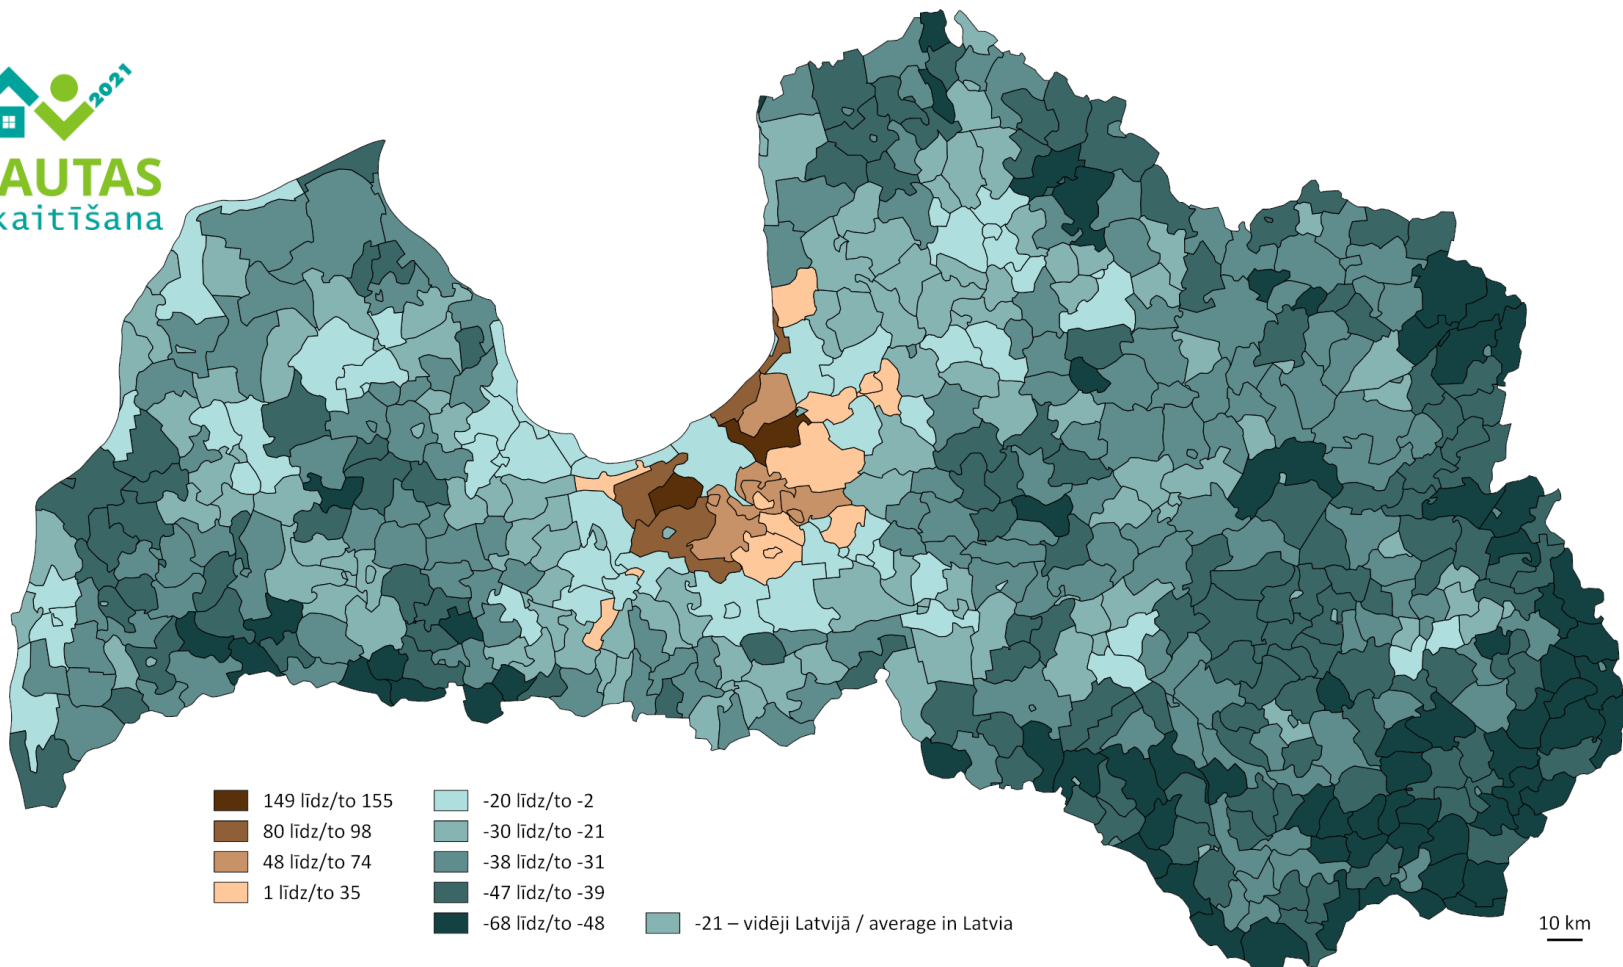 2021
AUTAS
kaitīšana
149 līdz/to 155
80 līdz/to 98
48 līdz/to 74
1 līdz/to 35
-20 līdz/to -2
-30 līdz/to -21
-38 līdz/to -31
-47 līdz/to -39
-68 līdz/to -48
-21 – vidēji Latvijā / average in Latvia
10 km